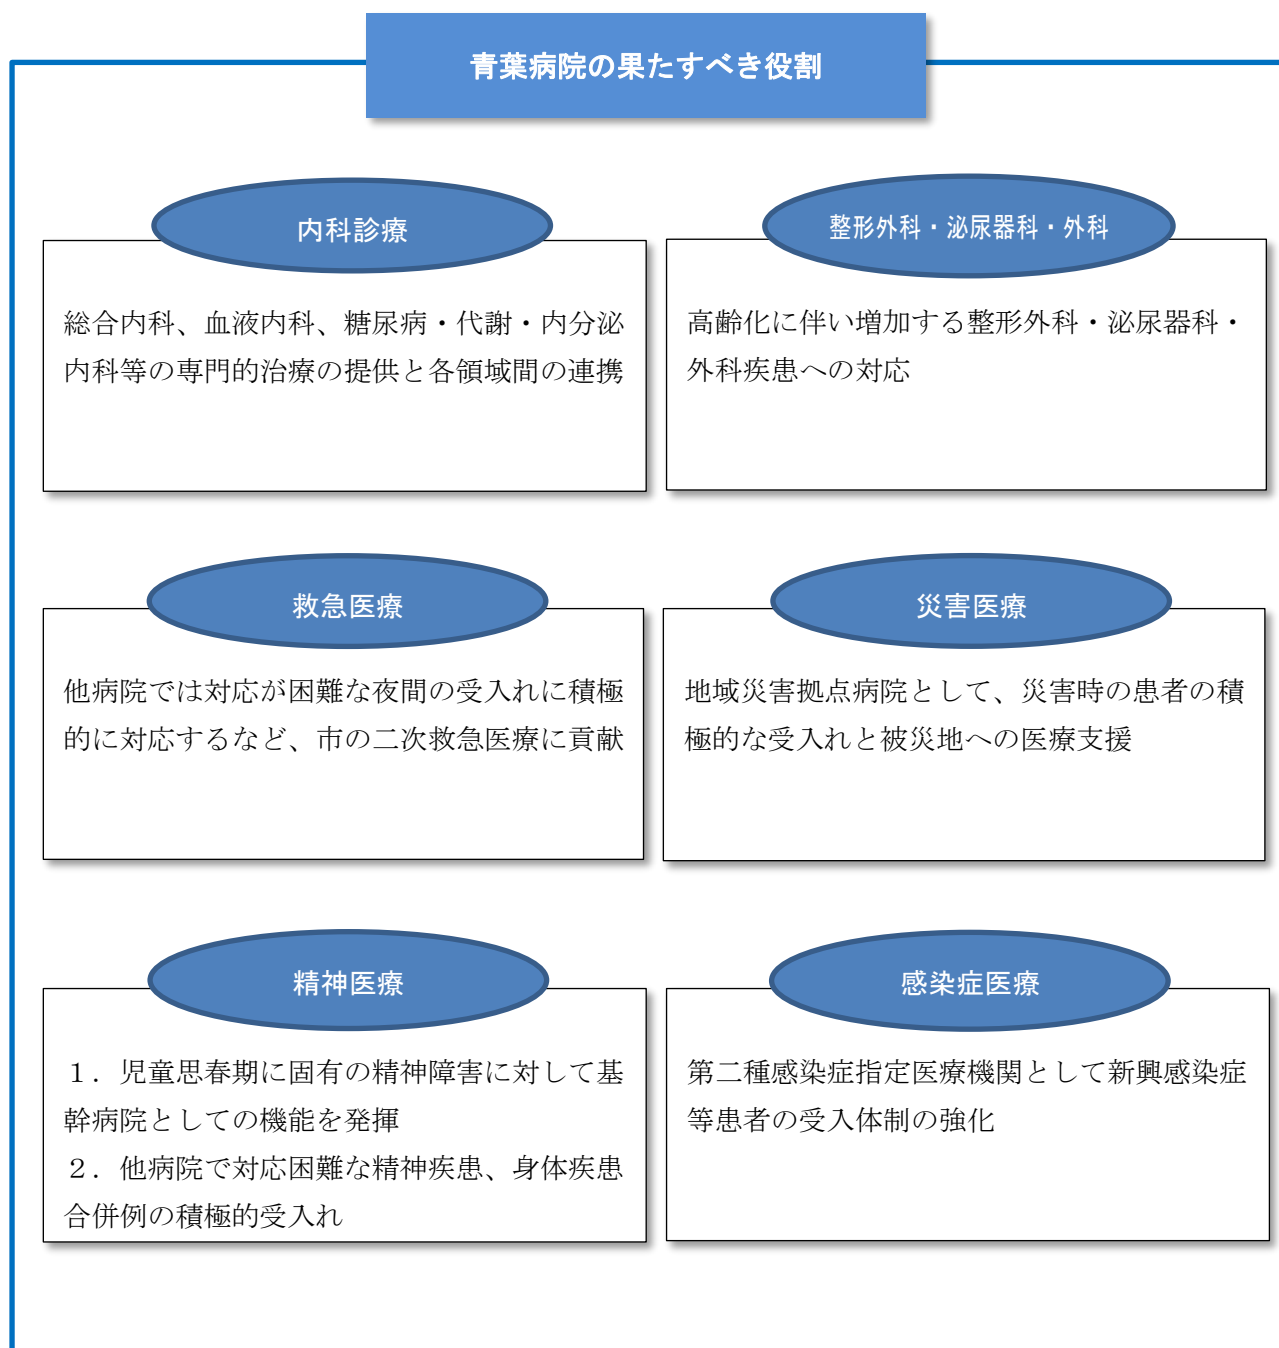 青葉病院の果たすべき役割
内科診療
総合内科、血液内科、糖尿病・代謝・内分泌
内科等の専門的治療の提供と各領域間の連携
整形外科・泌尿器科・外科
高齢化に伴い増加する整形外科・泌尿器科・
外科疾患への対応
救急医療
他病院では対応が困難な夜間の受入れに積極
的に対応するなど、市の二次救急医療に貢献
災害医療
地域災害拠点病院として、災害時の患者の積
極的な受入れと被災地への医療支援
精神医療
１．児童思春期に固有の精神障害に対して基
幹病院としての機能を発揮
２．他病院で対応困難な精神疾患、身体疾患
合併例の積極的受入れ
感染症医療
第二種感染症指定医療機関として新興感染症
等患者の受入体制の強化